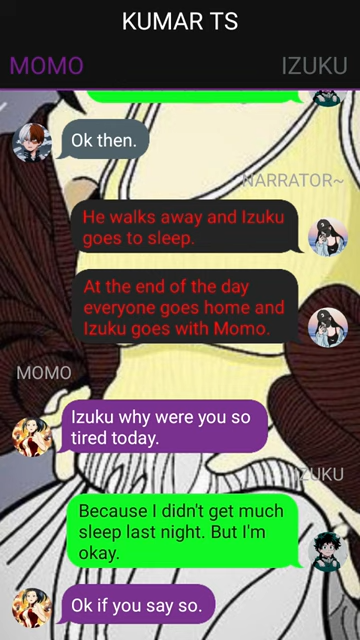 KUMAR TS
MOMO IZUKU
Ok then.
NARRATOR~
He walks away and Izuku
goes to sleep.
At the end of the day
everyone goes home and
Izuku goes with Momo.
MOMO
Izuku why were you so
tired today.
IZUKU
Because I didn't get much
sleep last night. But I'm
okay.
Ok if you say so.